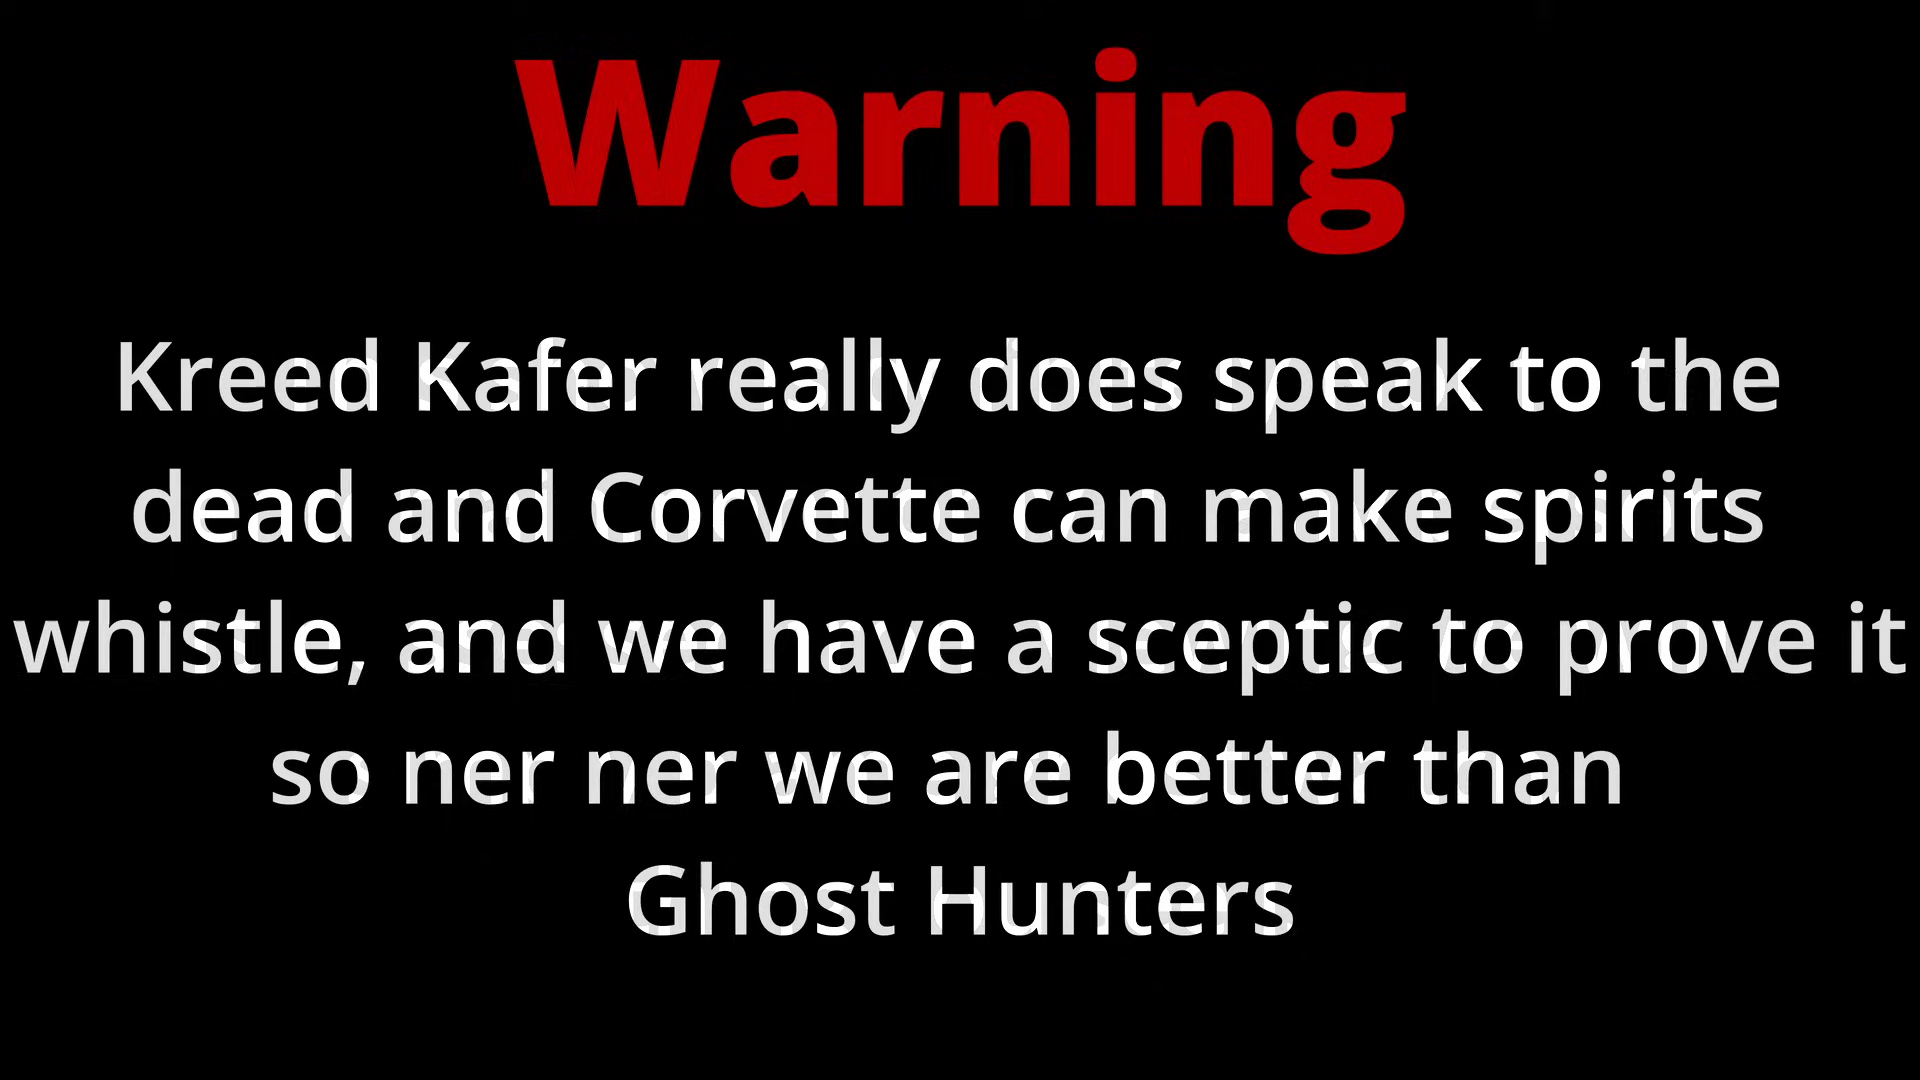 Warning
Kreed Kafer really does speak to the
dead and Corvette can make spirits
whistle, and we have a sceptic to prove it
so ner ner we are better than
Ghost Hunters